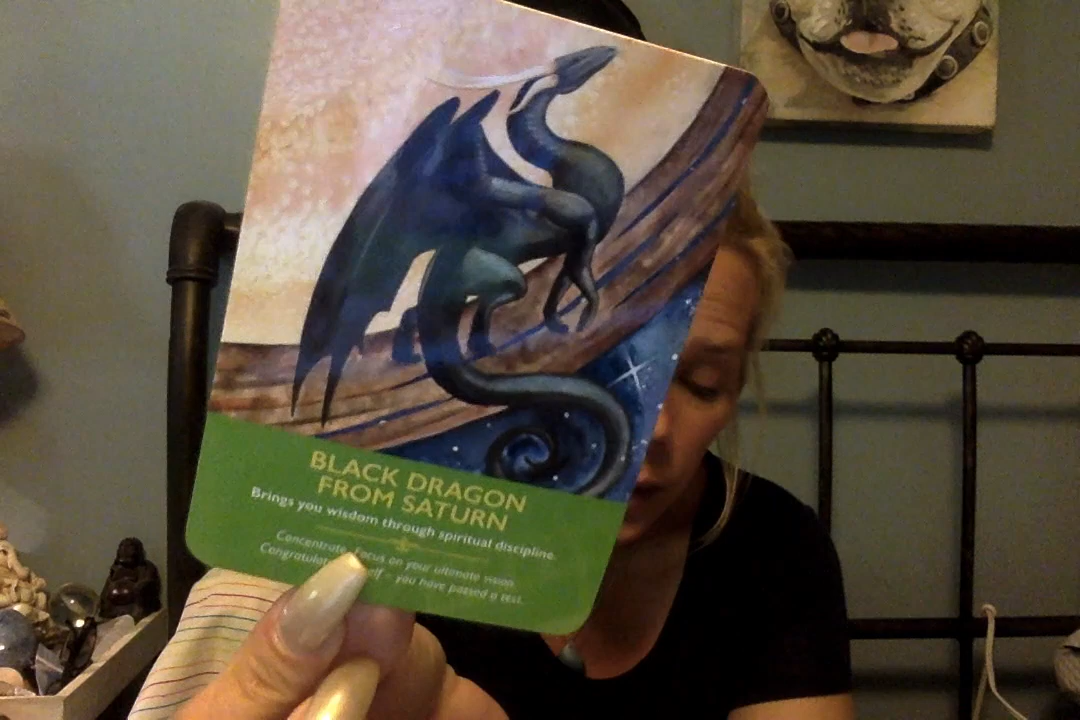 BLACK DRAGON
FROM SATURN
Brings you wisdom through spiritual discipline.
Concentrate, focus on your ultimate vision.
Congratulate – you have passed a test.